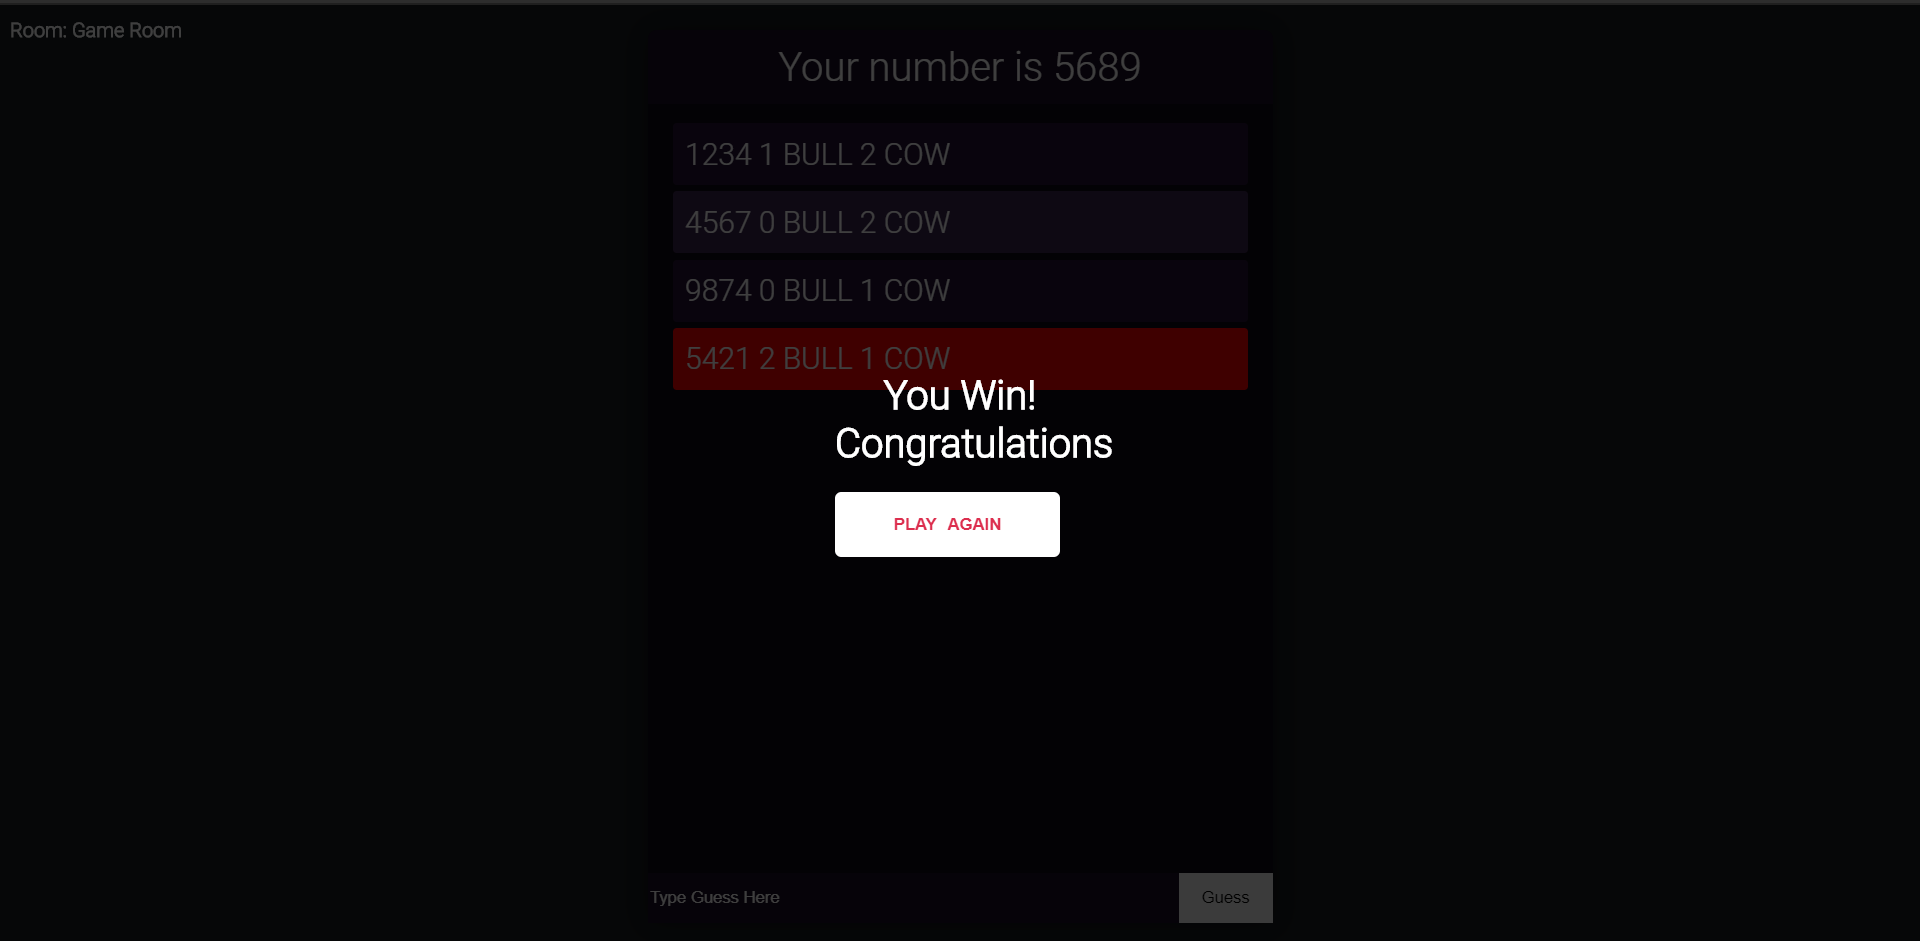 Room: Game Room
Your number is 5689
1234 1 BULL 2 COW
4567 0 BULL 2 COW
9874 0 BULL 1 COW
5421 2 BULL 1 COW
You Win!
Congratulations
PLAY AGAIN
Type Guess Here
Guess